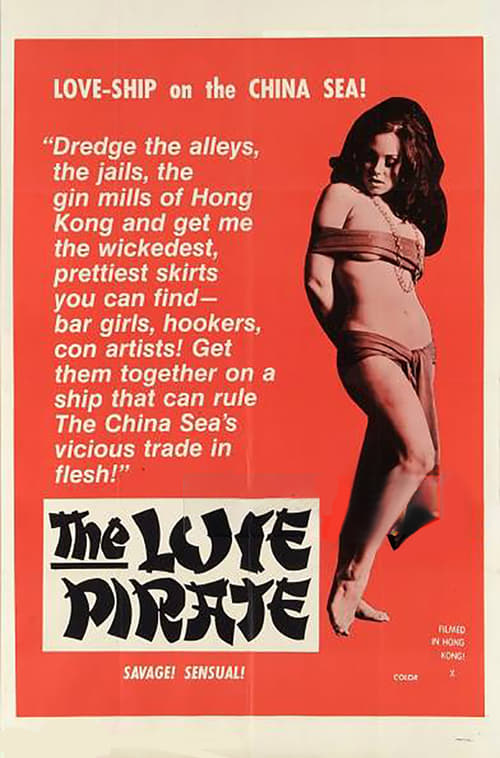 LOVE-SHIP on the CHINA SEA!
“Dredge the alleys,
the jails, the
gin mills of Hong
Kong and get me
the wickedest,
prettiest skirts
you can find—
bar girls, hookers,
con artists! Get
them together on a
ship that can rule
The China Sea's
vicious trade in
flesh!”
The LUTE
PIRATE
SAVAGE! SENSUAL!
FILMED
IN HONG
KONG!
COLOR X